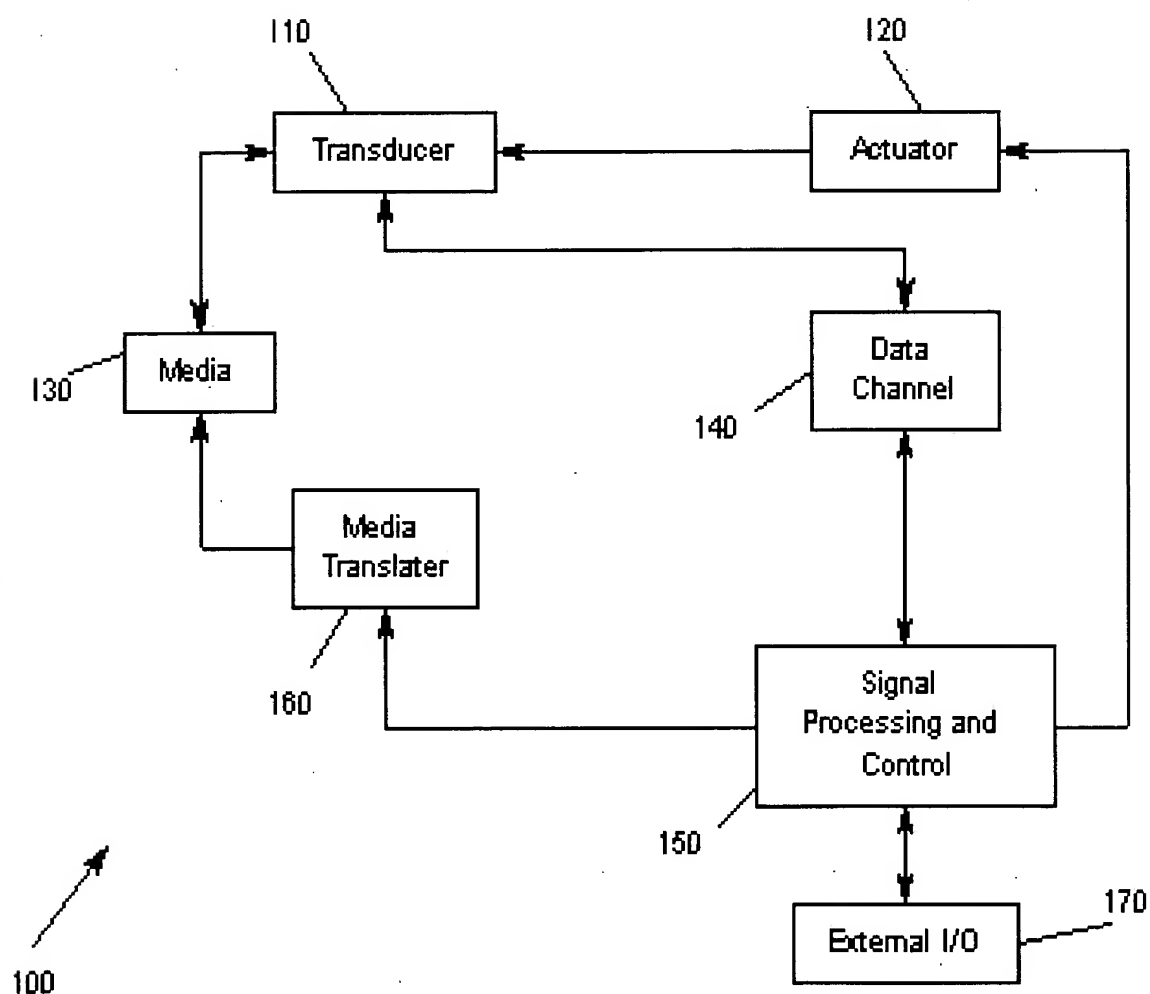 110
120
Transducer
Actuator
Media
130
Data
Channel
140
Media
Translater
160
Signal
Processing and
Control
150
170
External I/O
100